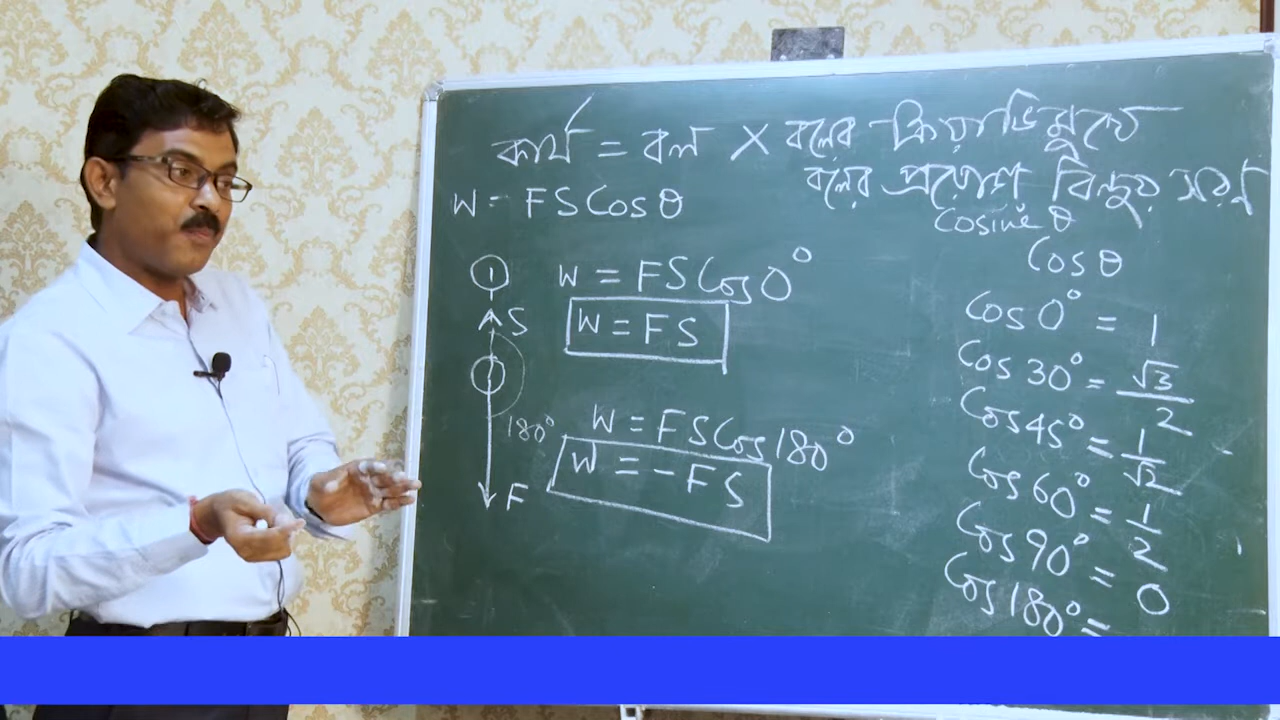 কার্য = বল × বলের ক্রিয়াভিমুখে
বলের প্রয়োগ বিন্দুর সরণ
W = FSCosθ
1 W = FSCos0°
W = FS
S
180°
F
W = FSCos180°
W = -FS
Cosine θ
Cosθ
Cos0° = 1
Cos30° = √3/2
Cos45° = 1/√2
Cos60° = 1/2
Cos90° = 0
Cos180° =